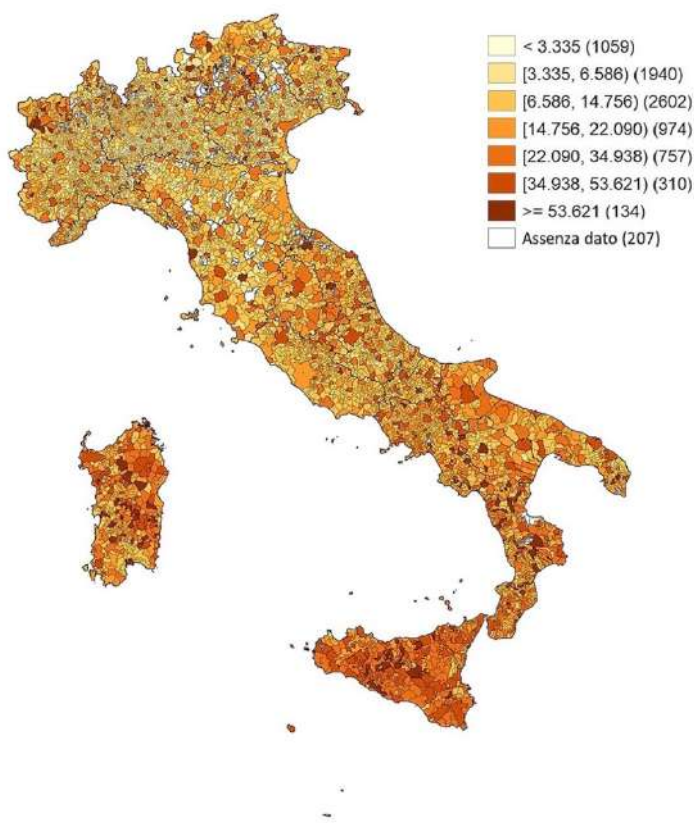 < 3.335 (1059)
[3.335, 6.586) (1940)
[6.586, 14.756) (2602)
[14.756, 22.090) (974)
[22.090, 34.938) (757)
[34.938, 53.621) (310)
>= 53.621 (134)
Assenza dato (207)